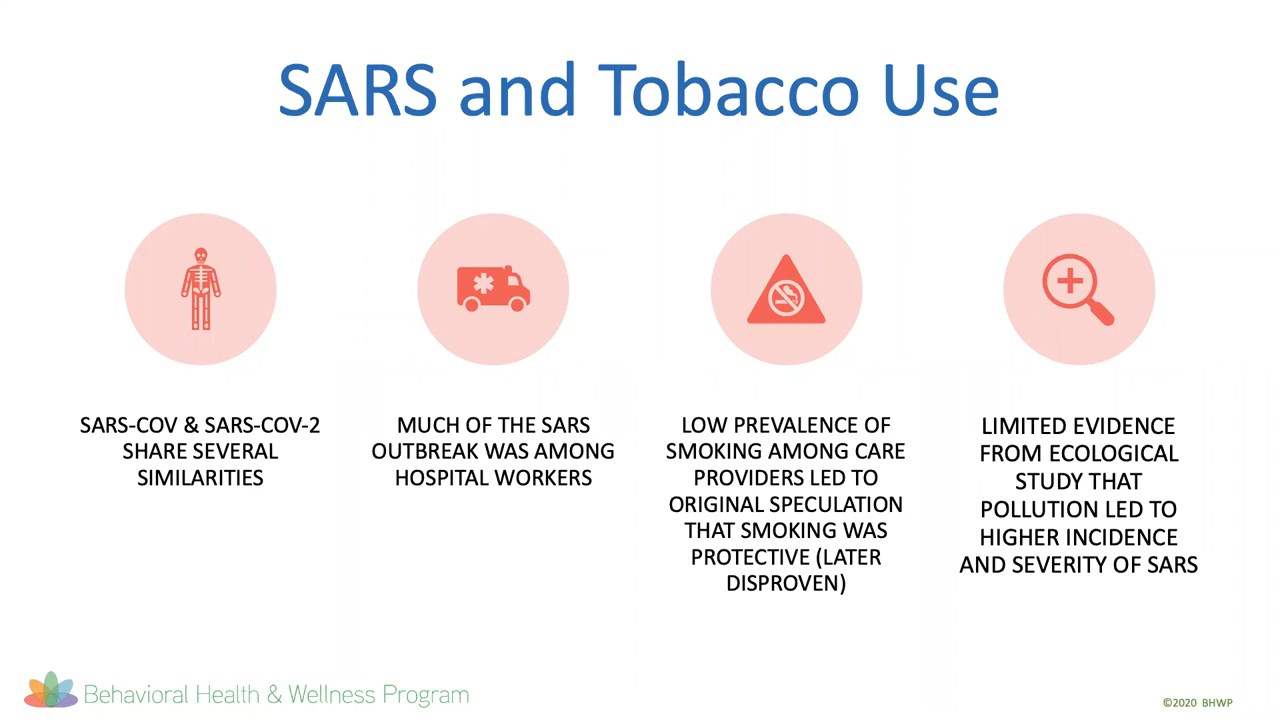 SARS and Tobacco Use
SARS-COV & SARS-COV-2
SHARE SEVERAL
SIMILARITIES
MUCH OF THE SARS
OUTBREAK WAS AMONG
HOSPITAL WORKERS
LOW PREVALENCE OF
SMOKING AMONG CARE
PROVIDERS LED TO
ORIGINAL SPECULATION
THAT SMOKING WAS
PROTECTIVE (LATER
DISPROVEN)
LIMITED EVIDENCE
FROM ECOLOGICAL
STUDY THAT
POLLUTION LED TO
HIGHER INCIDENCE
AND SEVERITY OF SARS
Behavioral Health & Wellness Program
©2020 BHWP